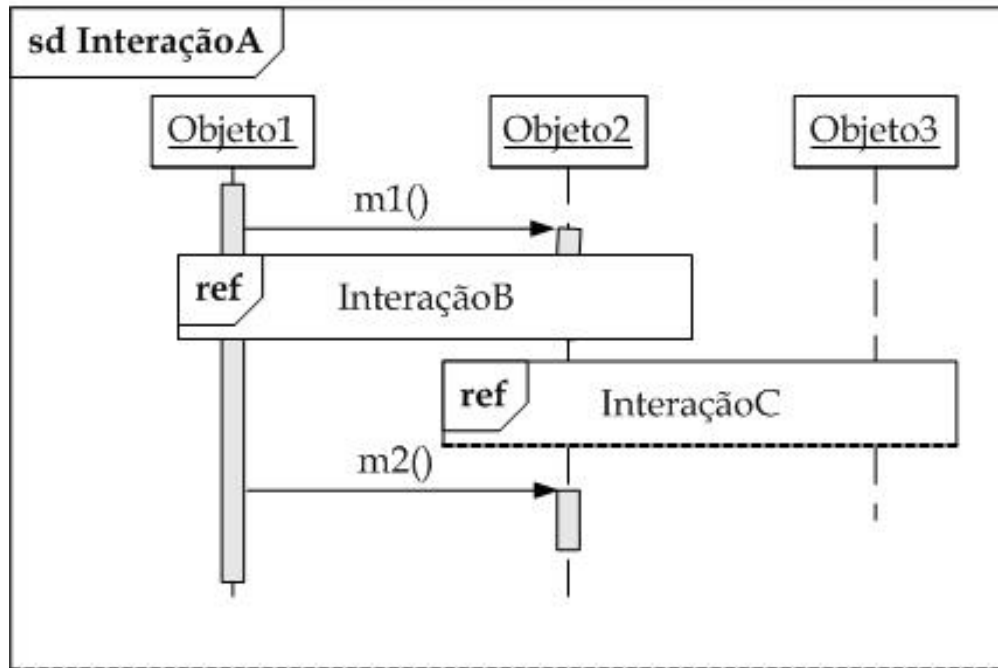 sd InteraçãoA
Objeto1 Objeto2 Objeto3
m1()
ref InteraçãoB
ref InteraçãoC
m2()